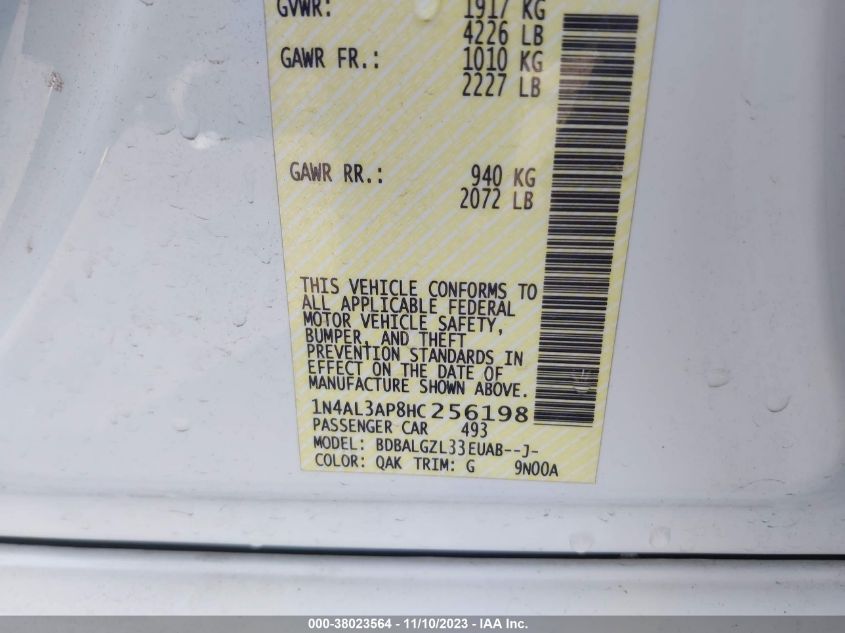 GVWR: 1917 KG
4226 LB
GAWR FR.: 1010 KG
2227 LB
GAWR RR.: 940 KG
2072 LB
THIS VEHICLE CONFORMS TO
ALL APPLICABLE FEDERAL
MOTOR VEHICLE SAFETY,
BUMPER, AND THEFT
PREVENTION STANDARDS IN
EFFECT ON THE DATE OF
MANUFACTURE SHOWN ABOVE.
1N4AL3AP8HC256198
PASSENGER CAR 493
MODEL: BDBALGZL33EUAB--J-
COLOR: QAK TRIM: G 9N00A
000-38023564 - 11/10/2023 - IAA Inc.